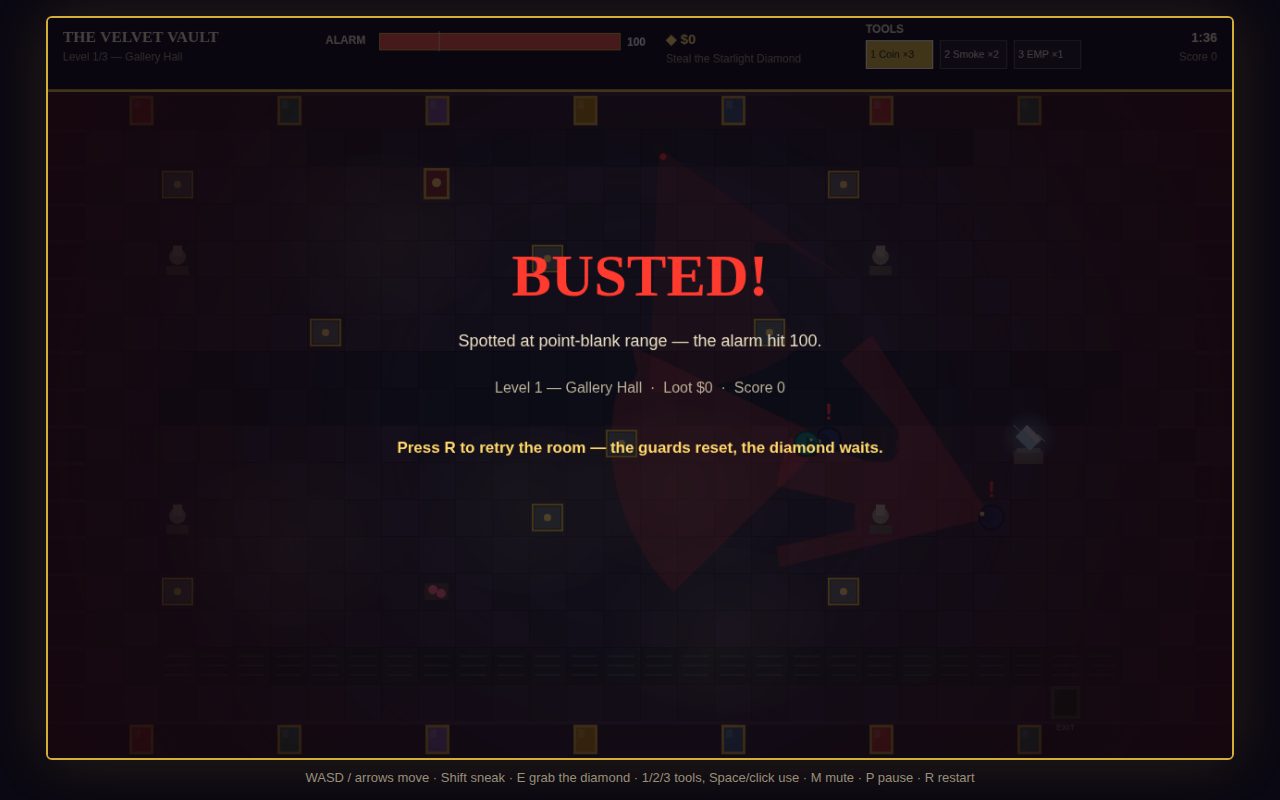 THE VELVET VAULT
Level 1/3 — Gallery Hall
ALARM
100
◆ $0
Steal the Starlight Diamond
TOOLS
1 Coin ×3
2 Smoke ×2
3 EMP ×1
1:36
Score 0
!
!
BUSTED!
Spotted at point-blank range — the alarm hit 100.
Level 1 — Gallery Hall · Loot $0 · Score 0
Press R to retry the room — the guards reset, the diamond waits.
EXIT
WASD / arrows move · Shift sneak · E grab the diamond · 1/2/3 tools, Space/click use · M mute · P pause · R restart